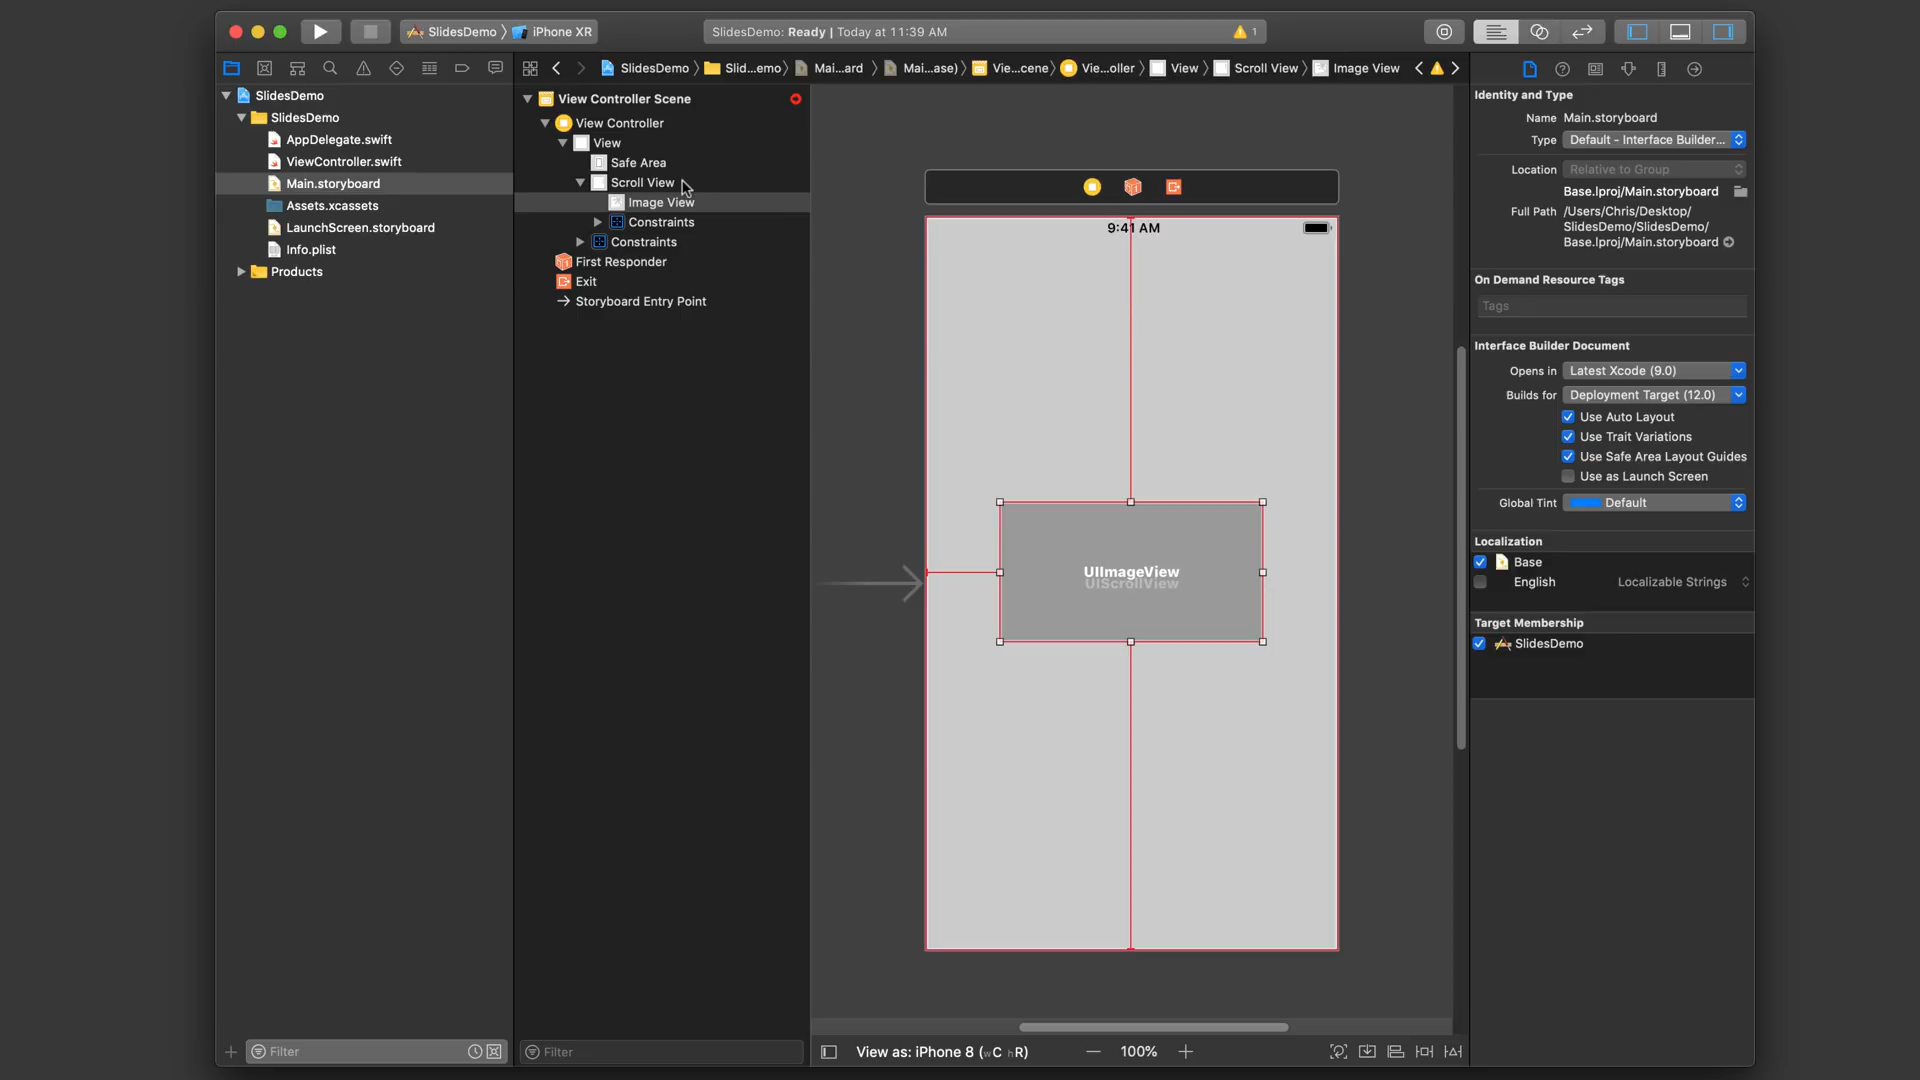 SlidesDemo iPhone XR
SlidesDemo: Ready | Today at 11:39 AM
1
SlidesDemo Slid...emo Mai...ard Mai...ase) Vie...cene Vie...oller View Scroll View Image View
SlidesDemo
SlidesDemo
AppDelegate.swift
ViewController.swift
Main.storyboard
Assets.xcassets
LaunchScreen.storyboard
Info.plist
Products
Filter
View Controller Scene
View Controller
View
Safe Area
Scroll View
Image View
Constraints
Constraints
First Responder
Exit
Storyboard Entry Point
Filter
9:41 AM
UIImageView
UIScrollView
View as: iPhone 8 (wC hR)
100%
Identity and Type
Name Main.storyboard
Type Default - Interface Builder...
Location Relative to Group
Base.lproj/Main.storyboard
Full Path /Users/Chris/Desktop/
SlidesDemo/SlidesDemo/
Base.lproj/Main.storyboard
On Demand Resource Tags
Tags
Interface Builder Document
Opens in Latest Xcode (9.0)
Builds for Deployment Target (12.0)
Use Auto Layout
Use Trait Variations
Use Safe Area Layout Guides
Use as Launch Screen
Global Tint Default
Localization
Base
English Localizable Strings
Target Membership
SlidesDemo